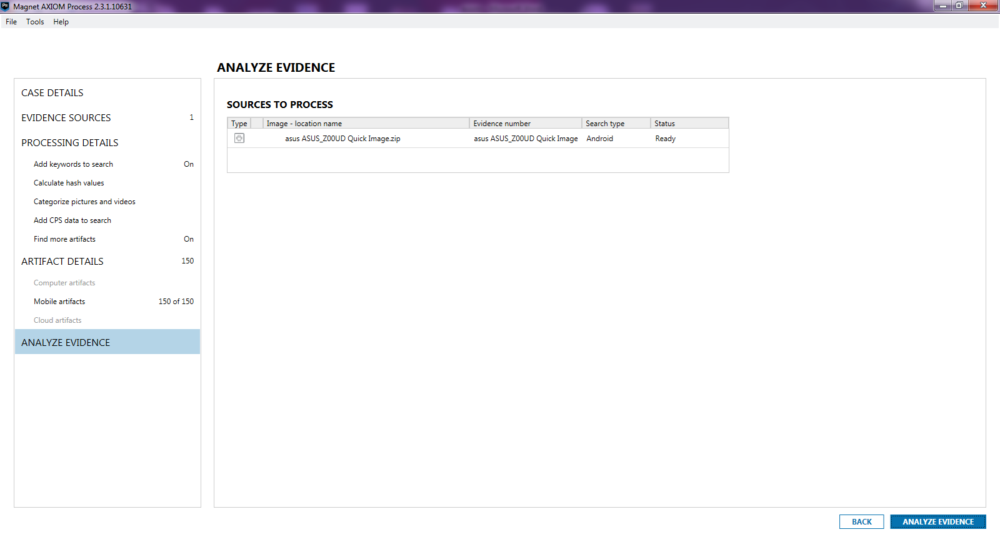 Magnet AXIOM Process 2.3.1.10631
File Tools Help
ANALYZE EVIDENCE
CASE DETAILS
EVIDENCE SOURCES 1
PROCESSING DETAILS
Add keywords to search On
Calculate hash values
Categorize pictures and videos
Add CPS data to search
Find more artifacts On
ARTIFACT DETAILS 150
Computer artifacts
Mobile artifacts 150 of 150
Cloud artifacts
ANALYZE EVIDENCE
SOURCES TO PROCESS
Type Image - location name Evidence number Search type Status
asus ASUS_Z00UD Quick Image.zip asus ASUS_Z00UD Quick Image Android Ready
BACK ANALYZE EVIDENCE